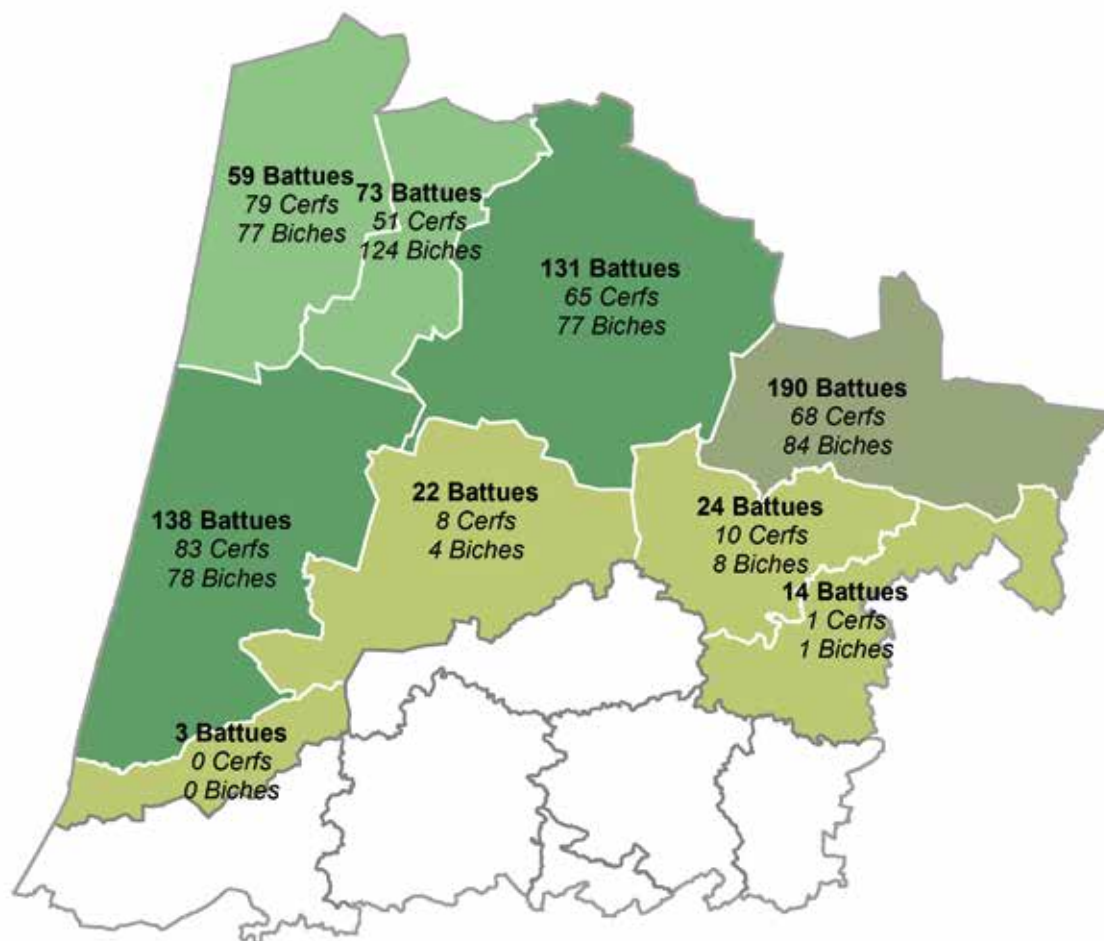 59 Battues
79 Cerfs
77 Biches
73 Battues
51 Cerfs
124 Biches
131 Battues
65 Cerfs
77 Biches
190 Battues
68 Cerfs
84 Biches
138 Battues
83 Cerfs
78 Biches
22 Battues
8 Cerfs
4 Biches
24 Battues
10 Cerfs
8 Biches
14 Battues
1 Cerfs
1 Biches
3 Battues
0 Cerfs
0 Biches